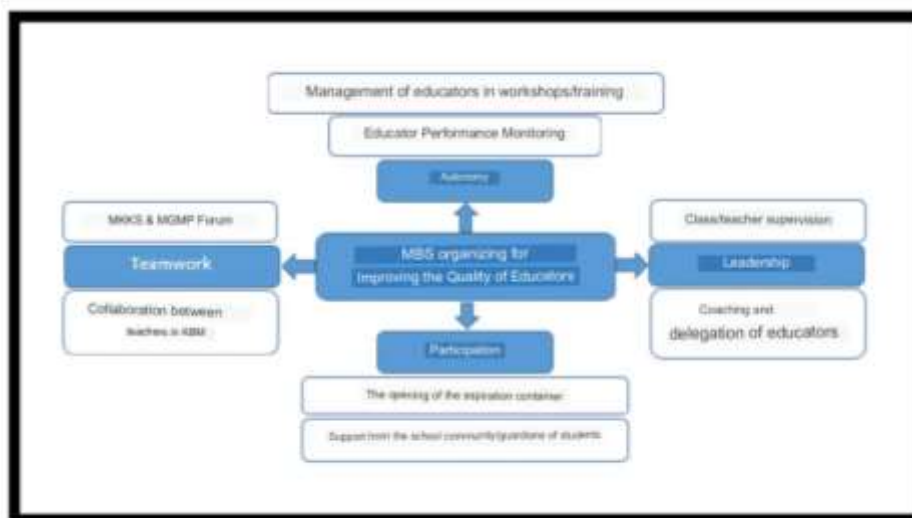 Management of educators in workshops/training
Educator Performance Monitoring
Autonomy
MKKS & MGMP Forum
Teamwork
Collaboration between
teachers in KBM
MBS organizing for
Improving the Quality of Educators
Class/teacher supervision
Leadership
Coaching and
delegation of educators
Participation
The opening of the aspiration container
Support from the school community/guardians of students